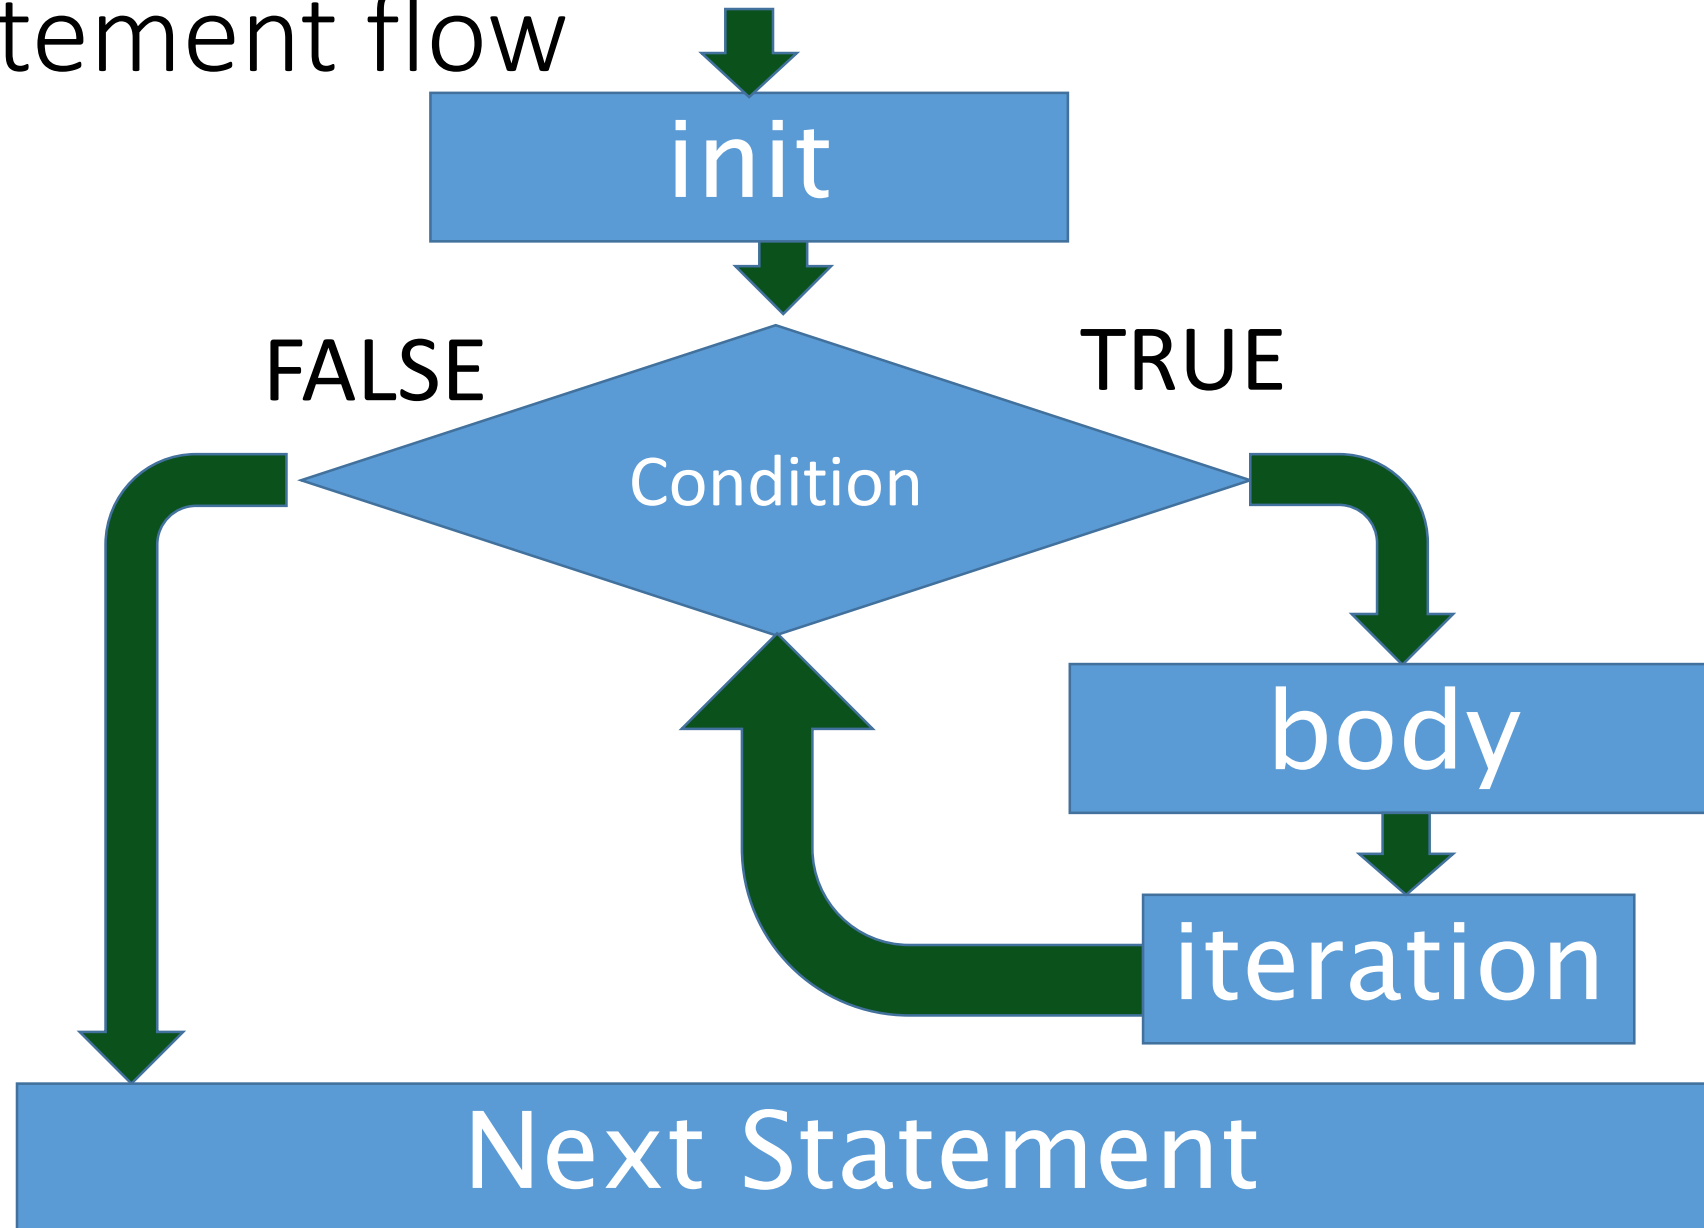 tement flow
init
FALSE
TRUE
Condition
body
iteration
Next Statement